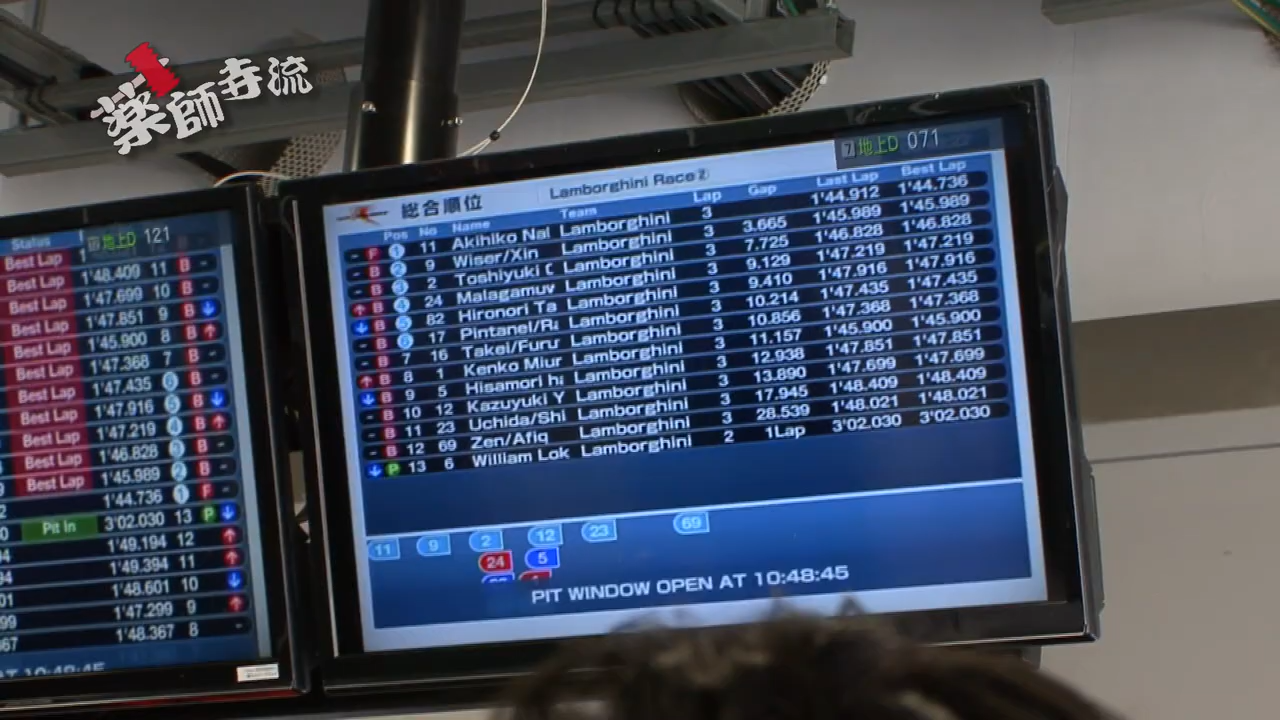 薬師寺流
7 地上D 071
Lamborghini Race②
総合順位
Pos No Name Team Lap Gap Last Lap Best Lap
- F 1 11 Akihiko Nal Lamborghini 3 1'44.912 1'44.736
- B 2 9 Wiser/Xin Lamborghini 3 3.665 1'45.989 1'45.989
- B 3 2 Toshiyuki Lamborghini 3 7.725 1'46.828 1'46.828
↑ B 4 24 Malagamuw Lamborghini 3 9.129 1'47.219 1'47.219
↓ B 5 82 Hironori Ta Lamborghini 3 9.410 1'47.916 1'47.916
- B 6 17 Pintanel/Ra Lamborghini 3 10.214 1'47.435 1'47.435
- B 7 16 Takei/Furu Lamborghini 3 10.856 1'47.368 1'47.368
↑ B 8 1 Kenko Miur Lamborghini 3 11.157 1'45.900 1'45.900
↓ B 9 5 Hisamori ha Lamborghini 3 12.938 1'47.851 1'47.851
- B 10 12 Kazuyuki Y Lamborghini 3 13.890 1'47.699 1'47.699
- B 11 23 Uchida/Shi Lamborghini 3 17.945 1'48.409 1'48.409
- B 12 69 Zen/Afiq Lamborghini 3 28.539 1'48.021 1'48.021
↓ P 13 6 William Lok Lamborghini 2 1Lap 3'02.030 3'02.030
11 9 2 12 23 69
24 5
PIT WINDOW OPEN AT 10:48:45
Status 地上D 121
Best Lap
Best Lap 1'48.409 11 B -
Best Lap 1'47.699 10 B -
Best Lap 1'47.851 9 B ↓
Best Lap 1'45.900 8 B ↑
Best Lap 1'47.368 7 B -
Best Lap 1'47.435 6 B -
Best Lap 1'47.916 5 B ↓
Best Lap 1'47.219 4 B ↑
Best Lap 1'46.828 3 B -
Best Lap 1'45.989 2 B -
1'44.736 1 F -
Pit In 3'02.030 13 P ↓
1'49.194 12 ↑
1'49.394 11 ↑
1'48.601 10 ↓
1'47.299 9 ↑
1'48.367 8 -
AT 10:48:45